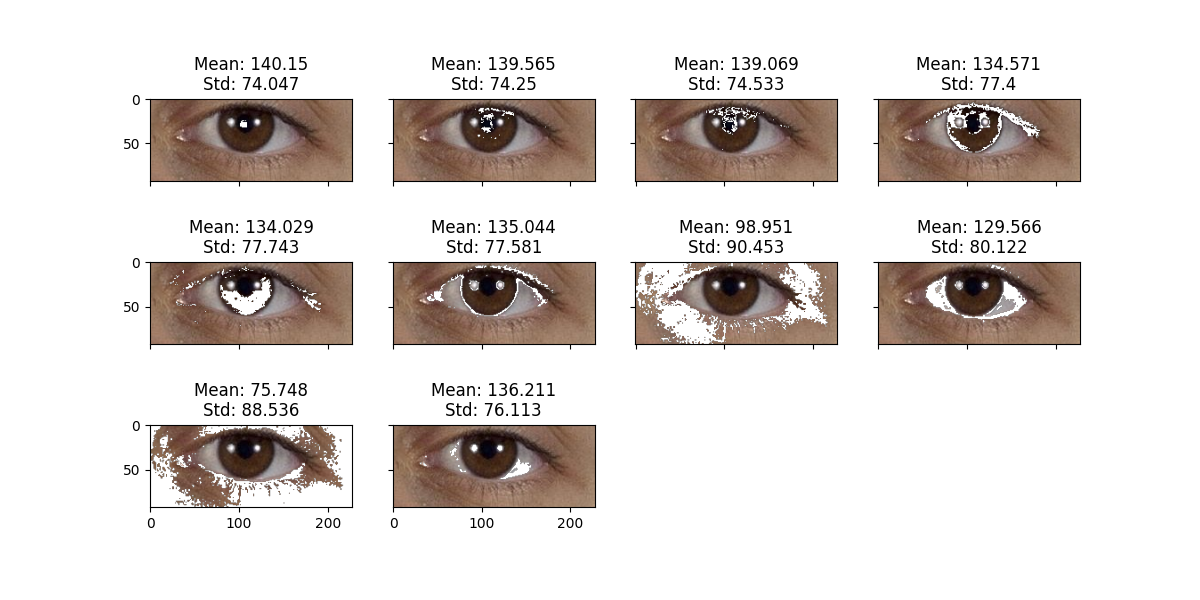 Mean: 140.15
Std: 74.047
Mean: 139.565
Std: 74.25
Mean: 139.069
Std: 74.533
Mean: 134.571
Std: 77.4
0
50
Mean: 134.029
Std: 77.743
Mean: 135.044
Std: 77.581
Mean: 98.951
Std: 90.453
Mean: 129.566
Std: 80.122
0
50
Mean: 75.748
Std: 88.536
Mean: 136.211
Std: 76.113
0
50
0 100 200
0 100 200